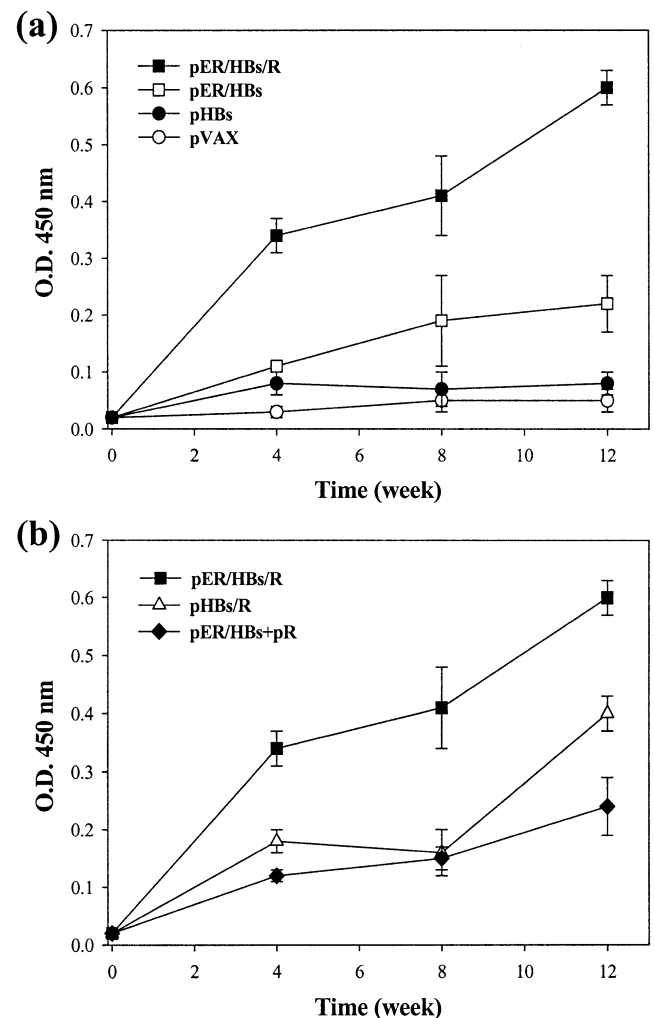 (a)
0.7
0.6
0.5
0.4
0.3
0.2
0.1
0.0
O.D. 450 nm
pER/HBs/R
pER/HBs
pHBs
pVAX
0 2 4 6 8 10 12
Time (week)
(b)
0.7
0.6
0.5
0.4
0.3
0.2
0.1
0.0
O.D. 450 nm
pER/HBs/R
pHBs/R
pER/HBs+pR
0 2 4 6 8 10 12
Time (week)